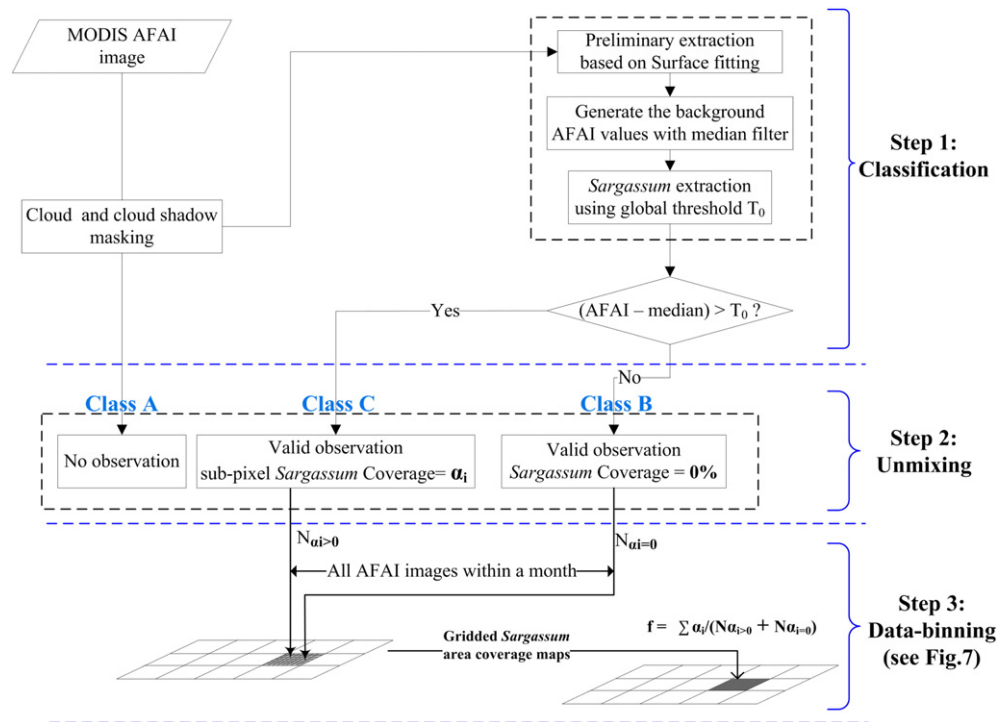 MODIS AFAI
image
Preliminary extraction
based on Surface fitting
Generate the background
AFAI values with median filter
Sargassum extraction
using global threshold T₀
Step 1:
Classification
Cloud and cloud shadow
masking
(AFAI – median) > T₀ ?
Yes
No
Class A
Class C
Class B
No observation
Valid observation
sub-pixel Sargassum Coverage= αᵢ
Valid observation
Sargassum Coverage = 0%
Step 2:
Unmixing
Nαi>0
Nαi=0
All AFAI images within a month
Gridded Sargassum
area coverage maps
f = ∑ αᵢ/(Nαi>0 + Nαi=0)
Step 3:
Data-binning
(see Fig.7)